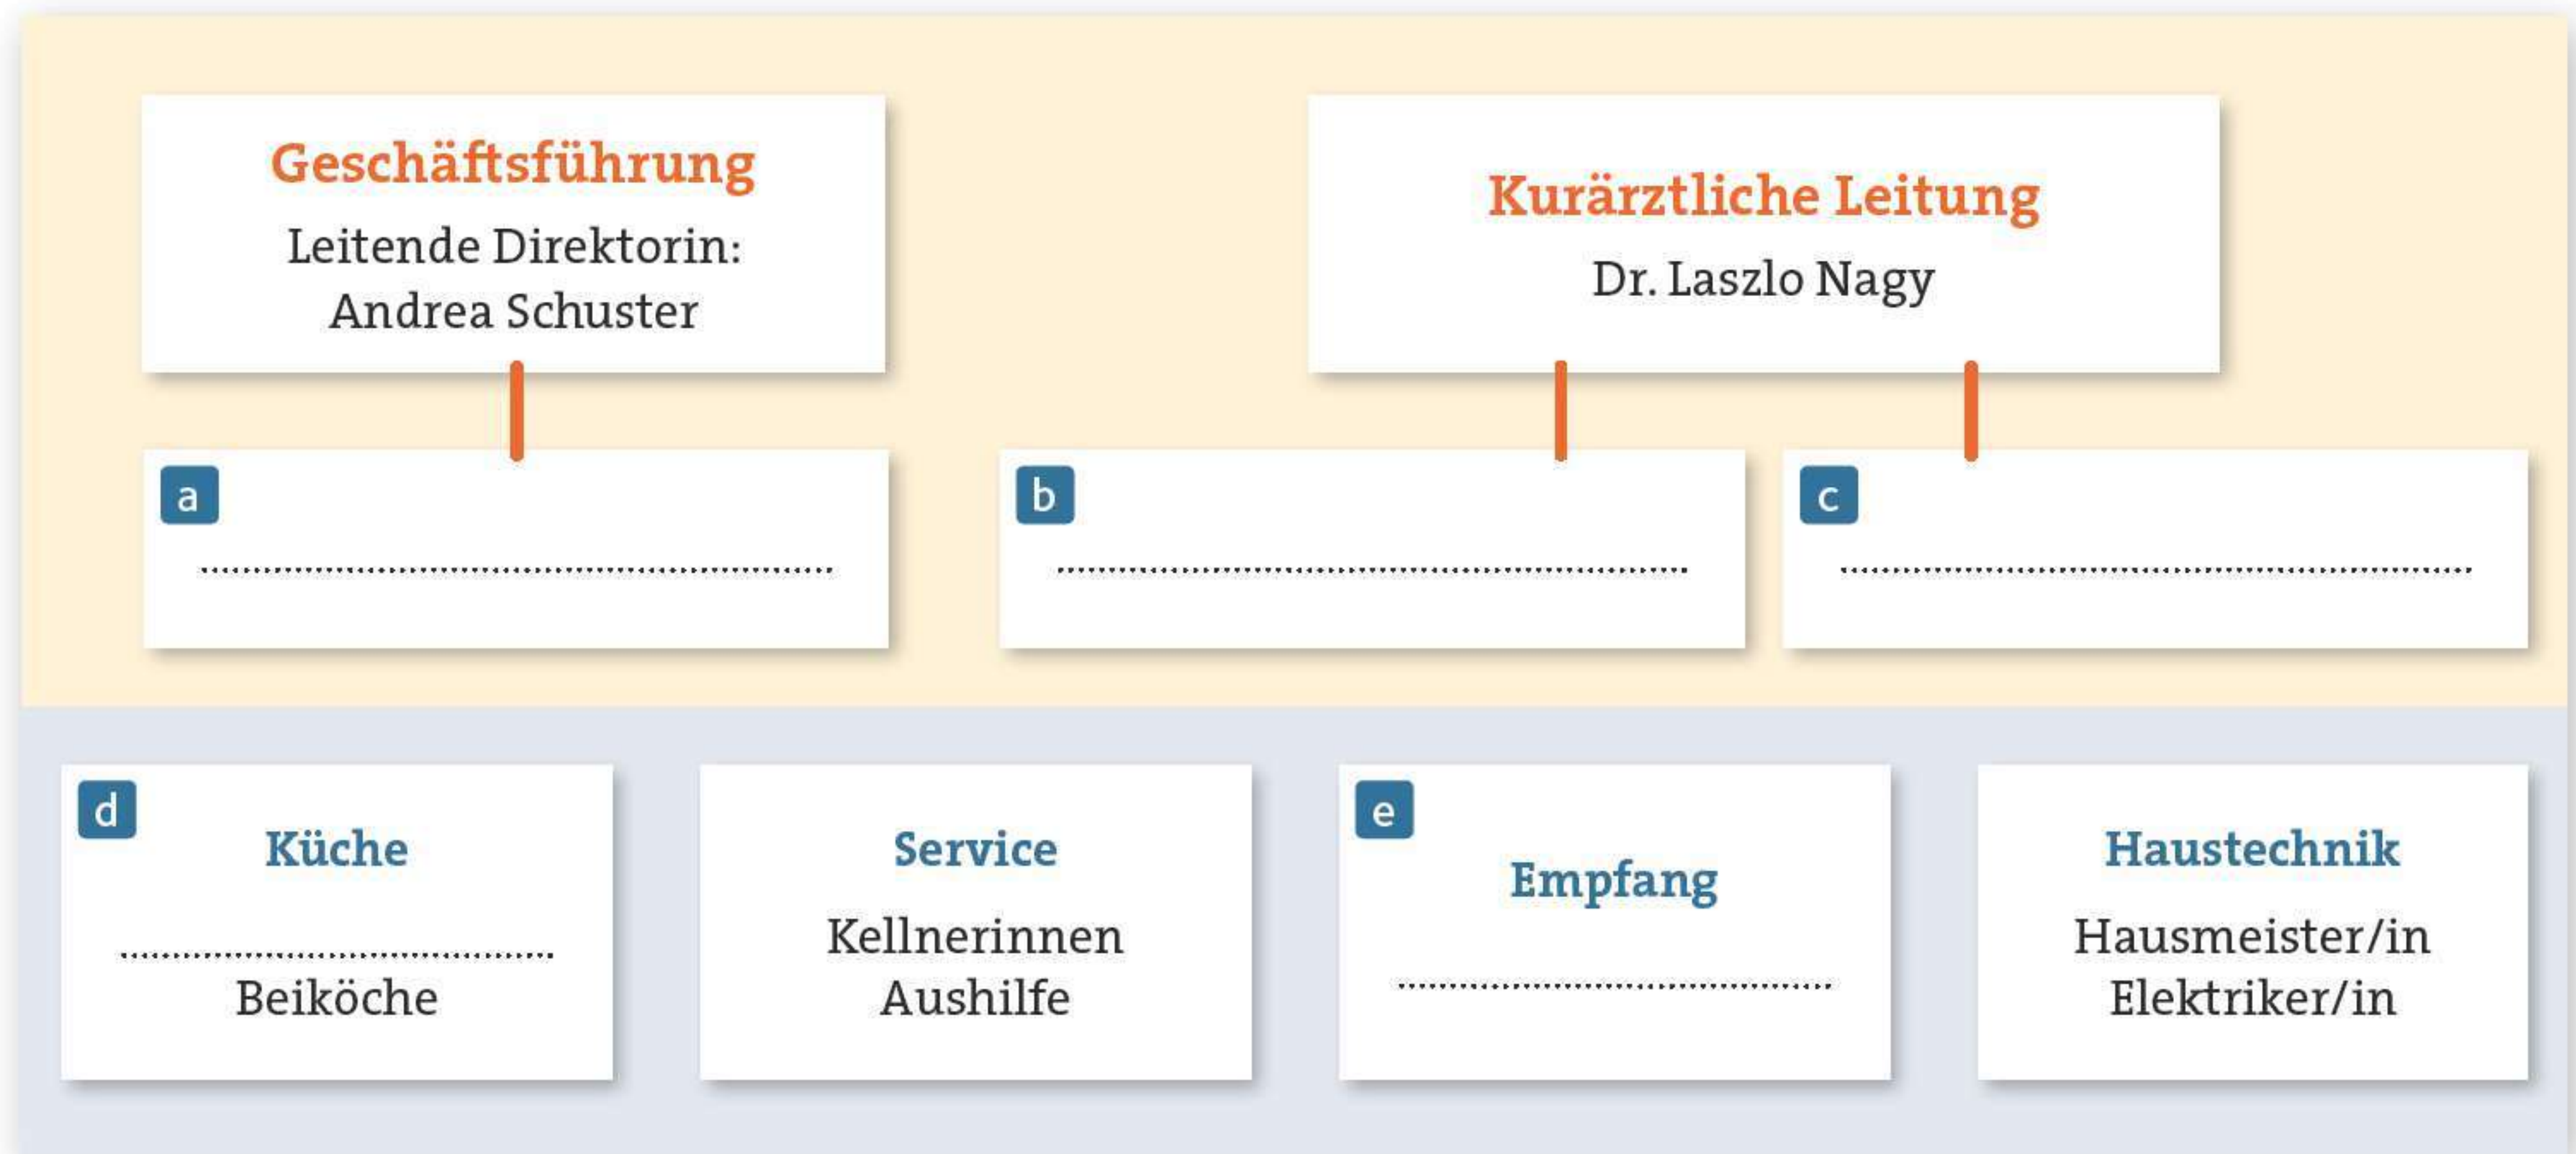 Geschäftsführung
Leitende Direktorin:
Andrea Schuster
Kurärztliche Leitung
Dr. Laszlo Nagy
a
b
c
d
Küche
Beiköche
Service
Kellnerinnen
Aushilfe
e
Empfang
Haustechnik
Hausmeister/in
Elektriker/in